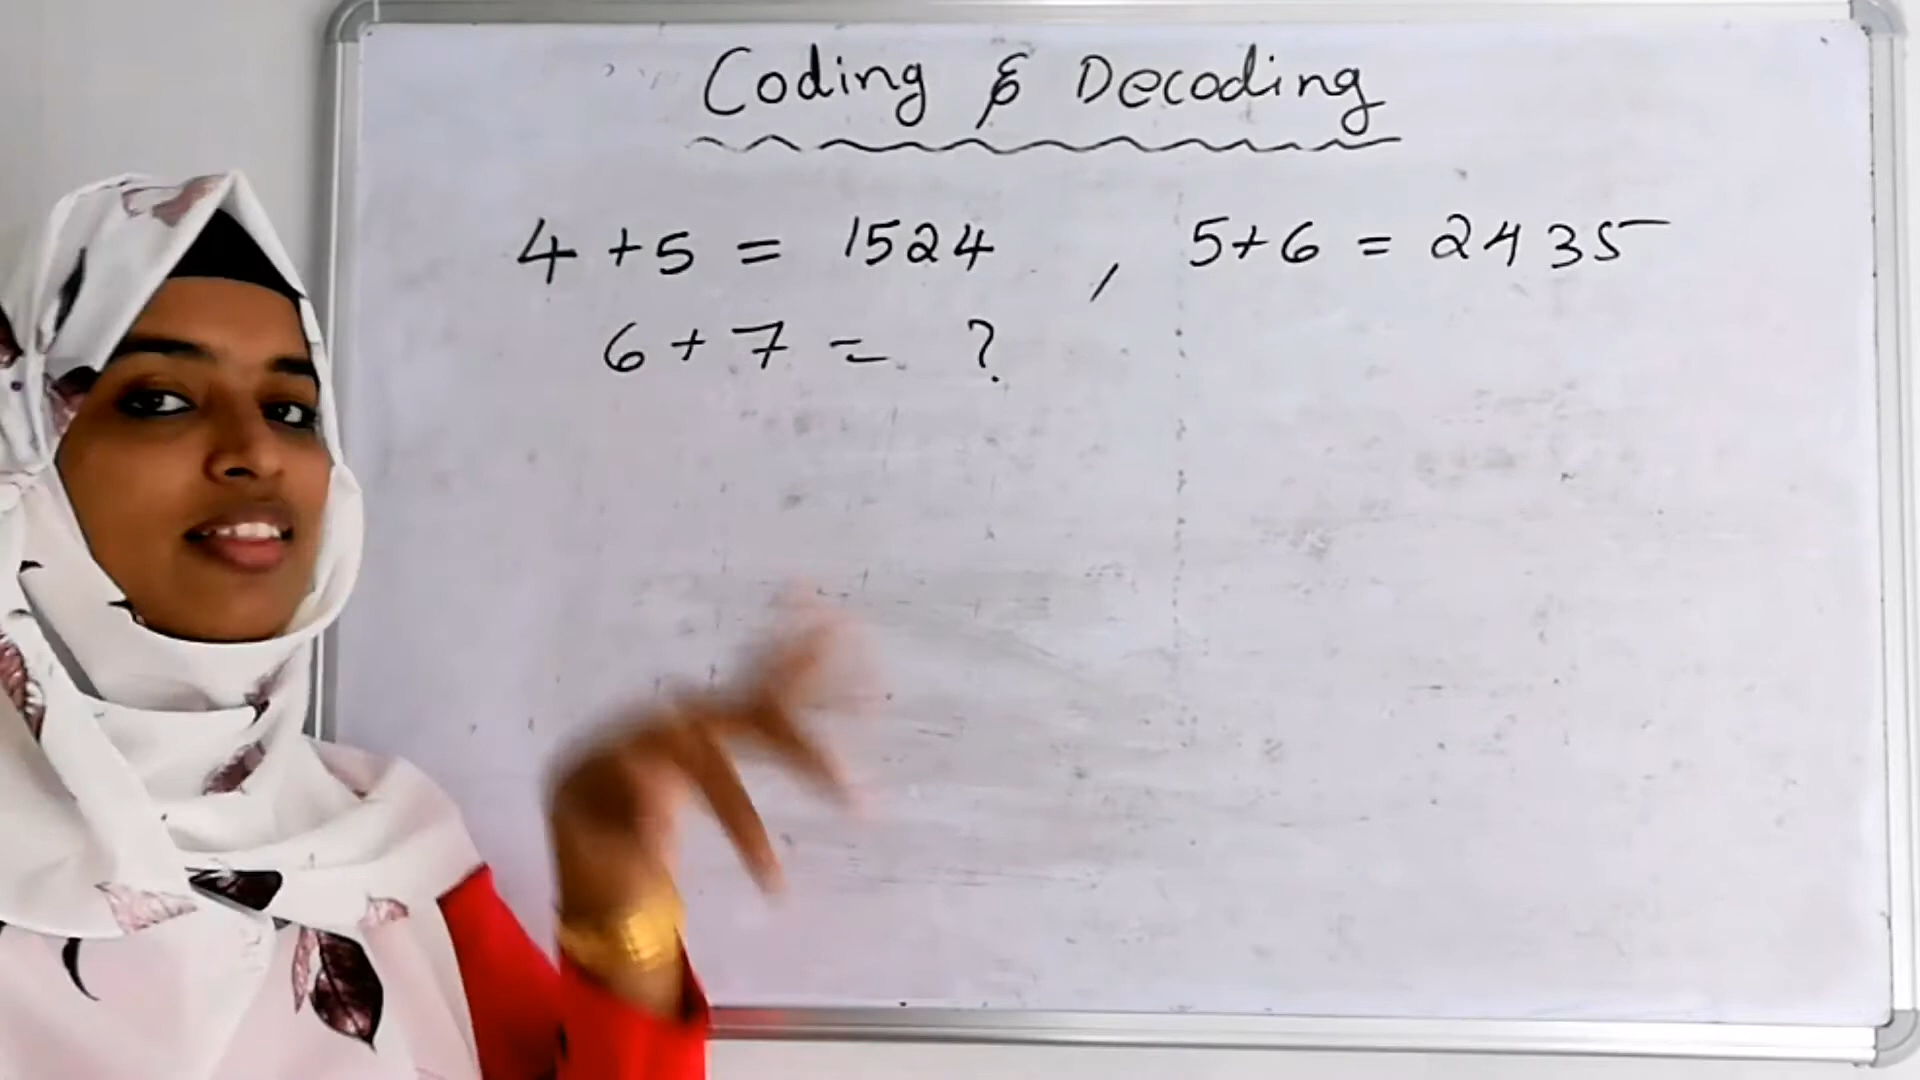 Coding & Decoding
4 + 5 = 1524 , 5+6 = 2435
6 + 7 = ?